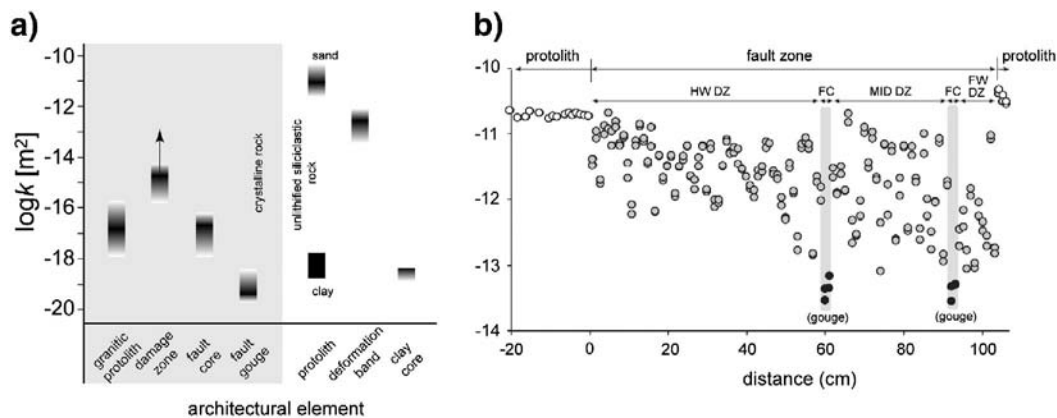 a)
-10
-12
-14
-16
-18
-20
logk [m²]
crystalline rock
unlithified siliciclastic
rock
sand
clay
granitic
protolith
damage
zone
fault
core
fault
gouge
protolith
deformation
band
clay
core
architectural element
b)
protolith
fault zone
protolith
-10
-11
-12
-13
-14
HW DZ
FC
MID DZ
FC
FW
DZ
(gouge)
(gouge)
-20
0
20
40
60
80
100
distance (cm)